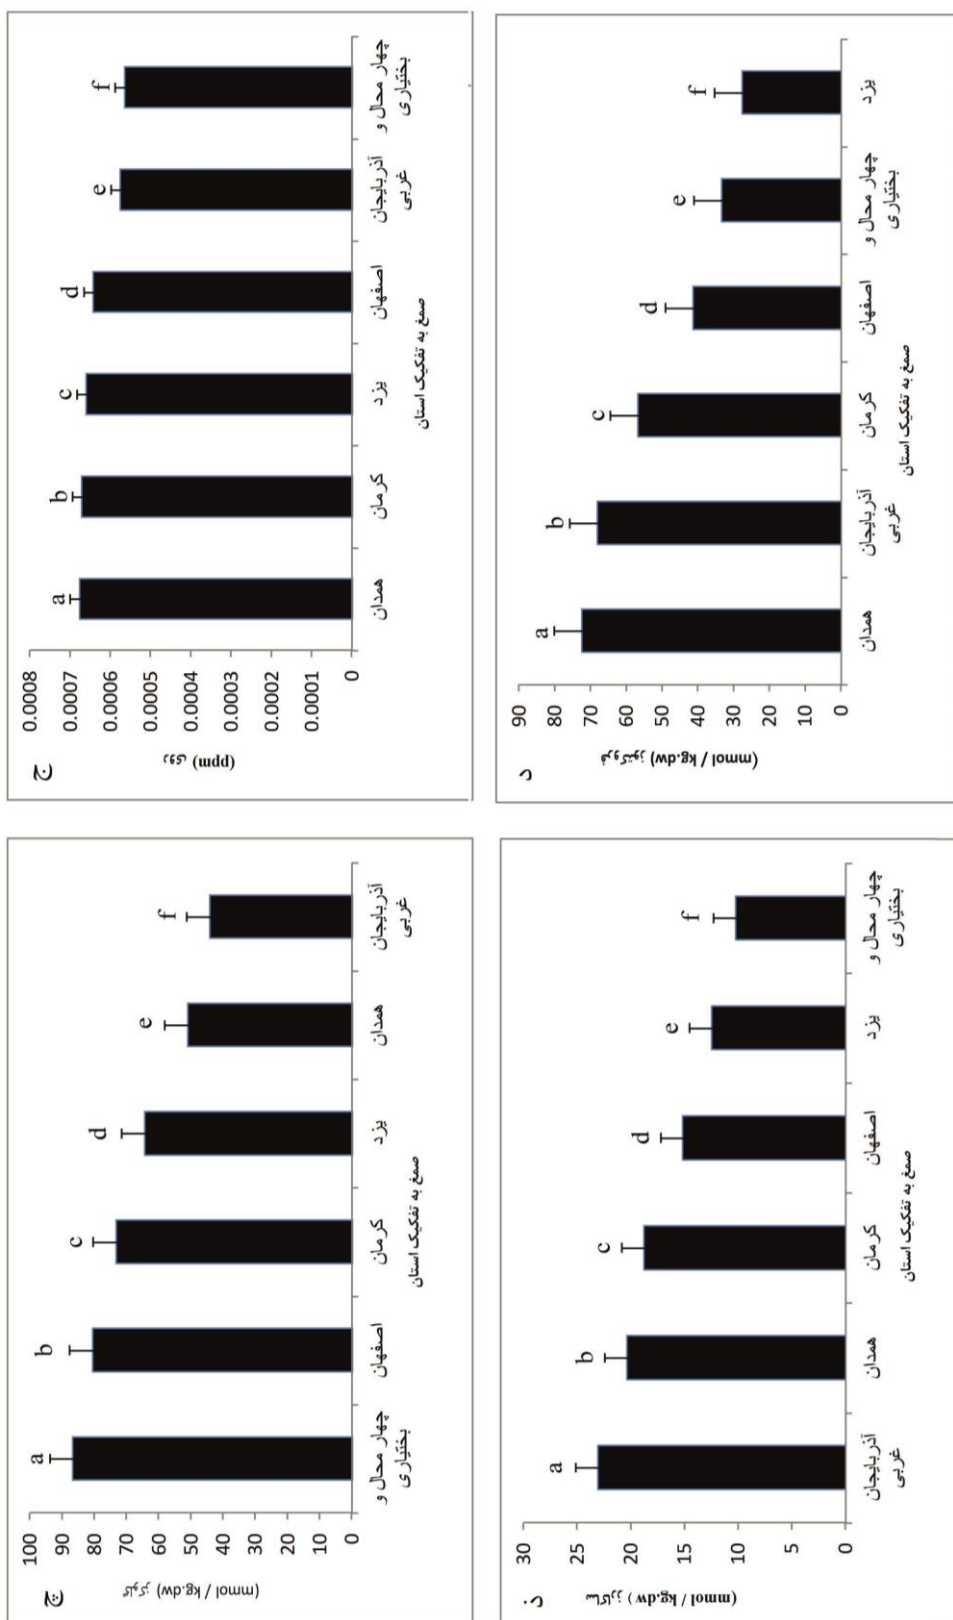 ج
روی (ppm)
0.0008
0.0007
0.0006
0.0005
0.0004
0.0003
0.0002
0.0001
0
a
b
c
d
e
f
همدان
کرمان
یزد
اصفهان
آذربایجان
غربی
چهار محال و
بختیاری
صمغ به تفکیک استان
چ
گلوکز (mmol / kg.dw)
100
90
80
70
60
50
40
30
20
10
0
a
b
c
d
e
f
چهار محال و
بختیاری
اصفهان
کرمان
یزد
همدان
آذربایجان
غربی
صمغ به تفکیک استان
د
فروکتوز (mmol / kg.dw)
90
80
70
60
50
40
30
20
10
0
a
b
c
d
e
f
همدان
آذربایجان
غربی
کرمان
اصفهان
چهار محال و
بختیاری
یزد
صمغ به تفکیک استان
ذ
ساکارز (mmol / kg.dw)
30
25
20
15
10
5
0
a
b
c
d
e
f
آذربایجان
غربی
همدان
کرمان
اصفهان
یزد
چهار محال و
بختیاری
صمغ به تفکیک استان